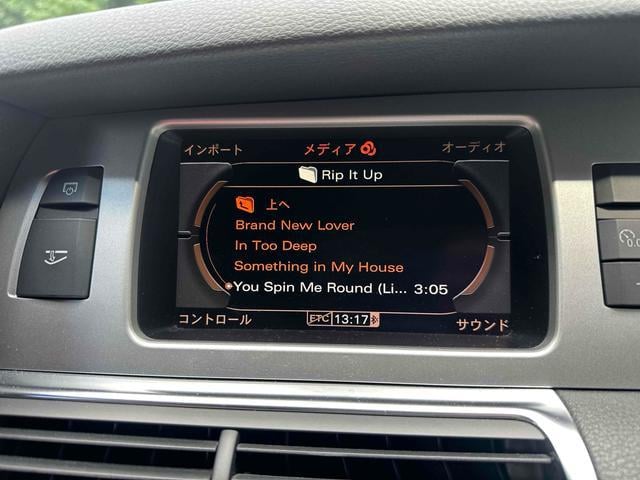 インポート メディア オーディオ
Rip It Up
上へ
Brand New Lover
In Too Deep
Something in My House
You Spin Me Round (Li... 3:05
コントロール ETC 13:17 サウンド